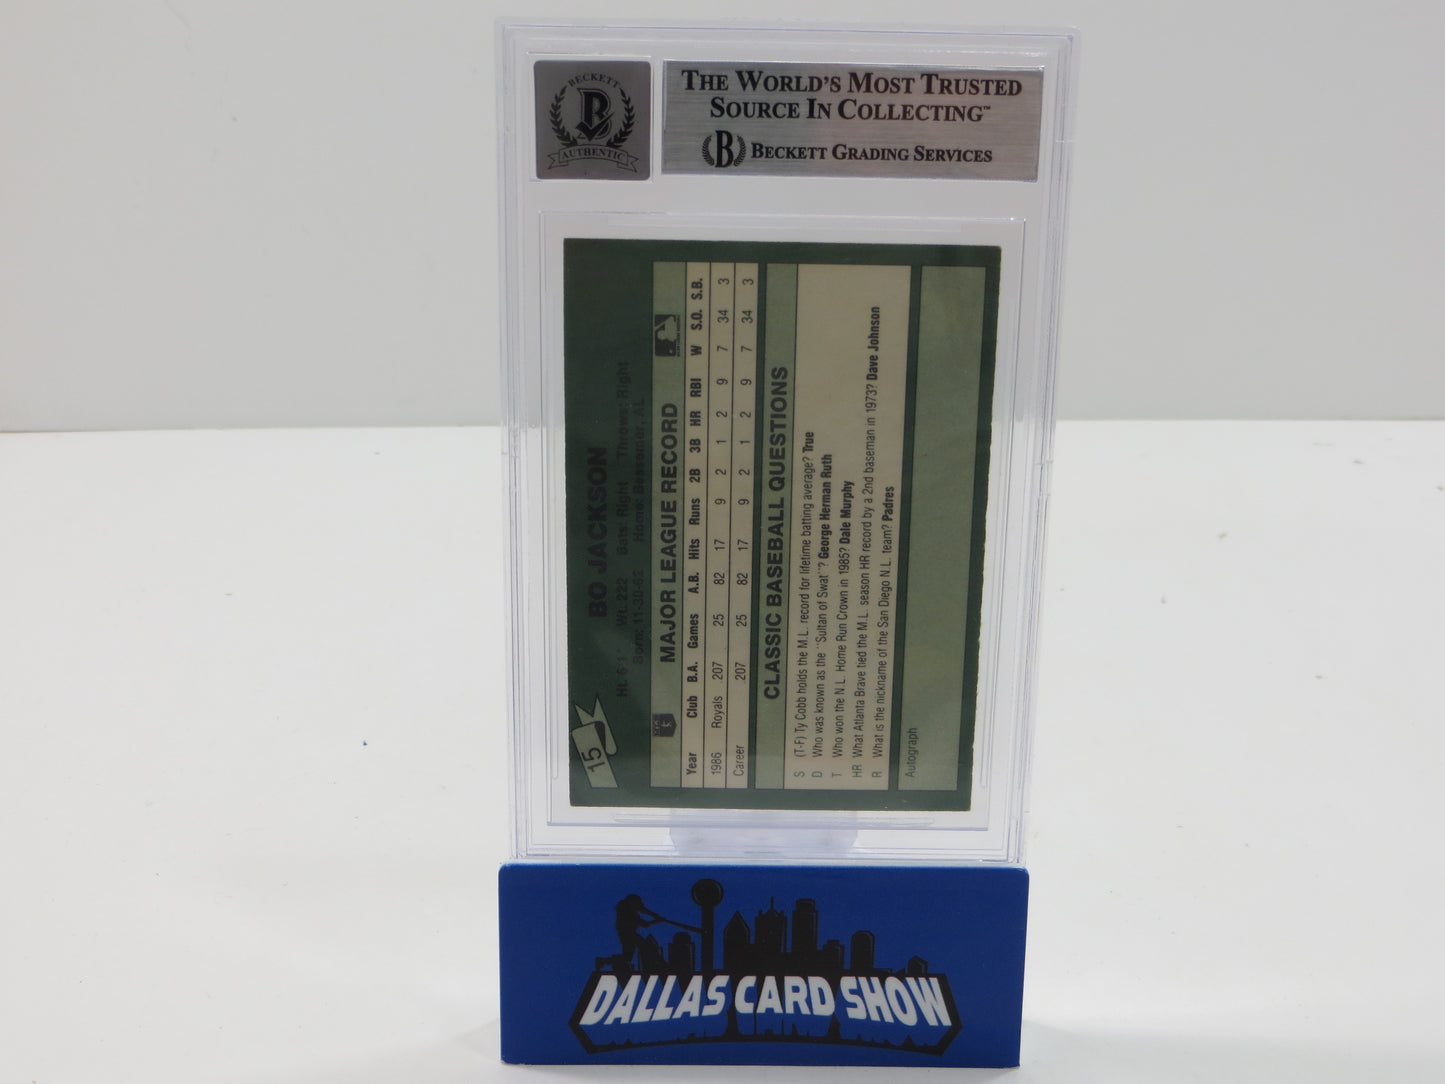 BECKETT
B
AUTHENTIC
THE WORLD'S MOST TRUSTED
SOURCE IN COLLECTING™
B BECKETT GRADING SERVICES
15
BO JACKSON
Ht. 6'1" Wt. 222 Bats: Right Throws: Right
Born: 11-30-62 Home: Bessemer, AL
MAJOR LEAGUE RECORD
Year Club B.A. Games A.B. Hits Runs 2B 3B HR RBI W S.O. S.B.
1986 Royals 207 25 82 17 9 2 1 2 9 7 34 3
Career 207 25 82 17 9 2 1 2 9 7 34 3
CLASSIC BASEBALL QUESTIONS
S (T-F) Ty Cobb holds the M.L. record for lifetime batting average? True
D Who was known as the "Sultan of Swat"? George Herman Ruth
T Who won the N.L. Home Run Crown in 1985? Dale Murphy
HR What Atlanta Brave tied the M.L. season HR record by a 2nd baseman in 1973? Dave Johnson
R What is the nickname of the San Diego N.L. team? Padres
Autograph
DALLAS CARD SHOW